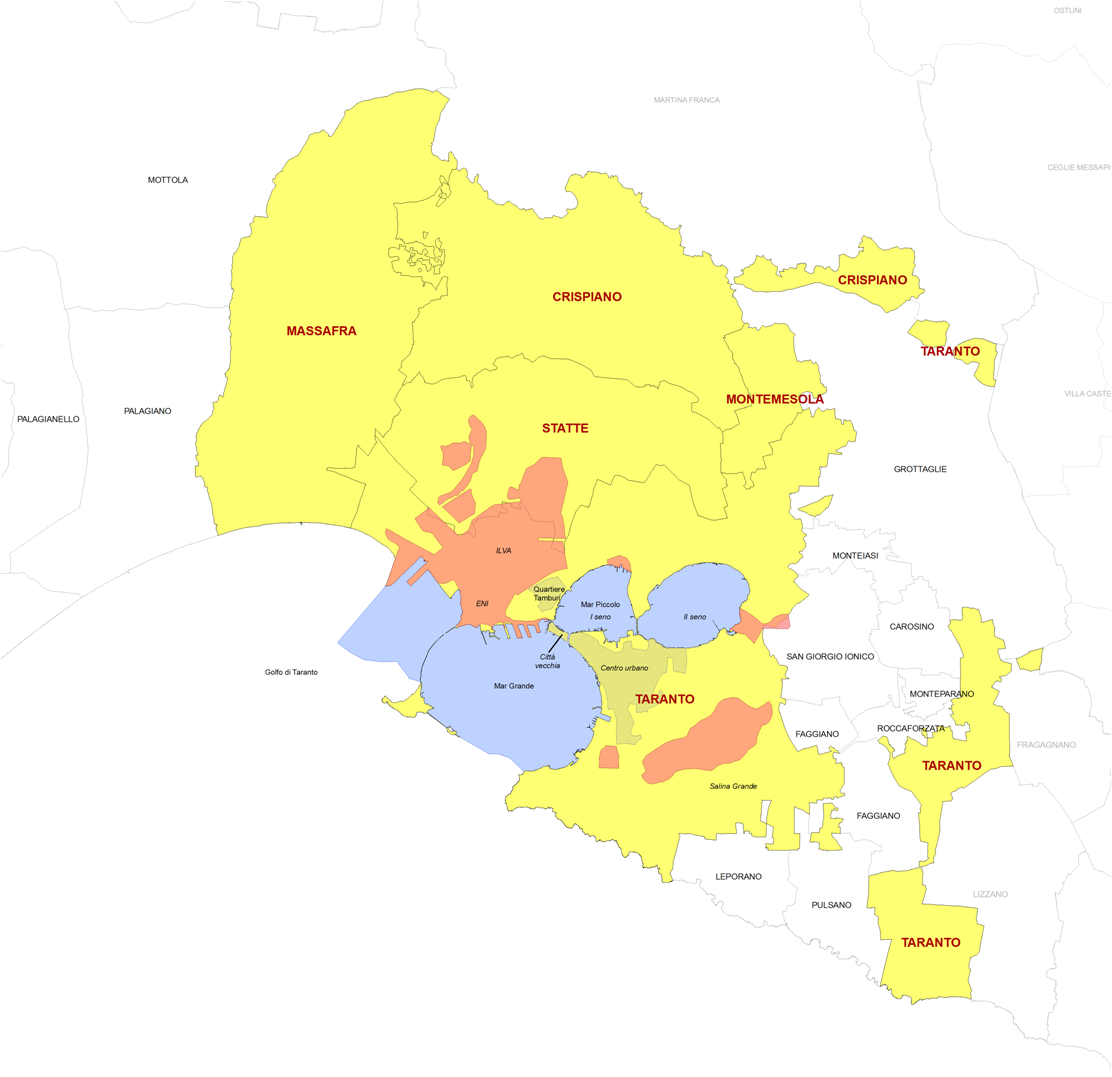 OSTUNI
MARTINA FRANCA
CEGLIE MESSAPI
MOTTOLA
CRISPIANO
CRISPIANO
MASSAFRA
TARANTO
VILLA CASTE
MONTEMESOLA
PALAGIANO
PALAGIANELLO
STATTE
GROTTAGLIE
ILVA
MONTEIASI
Quartiere
Tamburi
ENI
Mar Piccolo
I seno
II seno
CAROSINO
Città
vecchia
SAN GIORGIO IONICO
Centro urbano
Golfo di Taranto
Mar Grande
MONTEPARANO
TARANTO
ROCCAFORZATA
FAGGIANO
FRAGAGNANO
TARANTO
Salina Grande
FAGGIANO
LEPORANO
LIZZANO
PULSANO
TARANTO